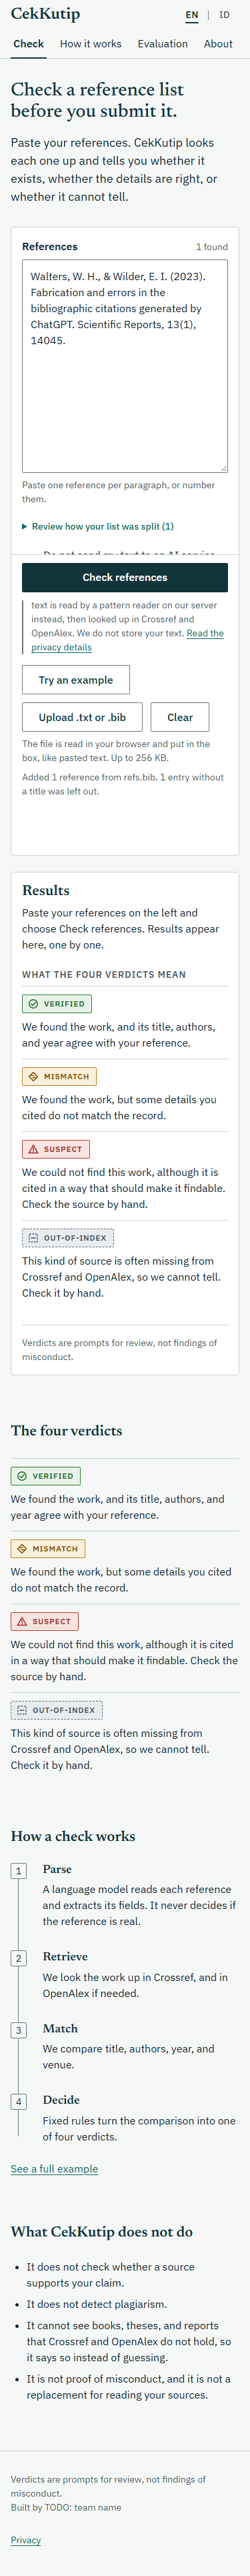 CekKutip
EN | ID
Check How it works Evaluation About
Check a reference list
before you submit it.
Paste your references. CekKutip looks
each one up and tells you whether it
exists, whether the details are right, or
whether it cannot tell.
References 1 found
Walters, W. H., & Wilder, E. I. (2023).
Fabrication and errors in the
bibliographic citations generated by
ChatGPT. Scientific Reports, 13(1),
14045.
Paste one reference per paragraph, or number
them.
Review how your list was split (1)
Check references
text is read by a pattern reader on our server
instead, then looked up in Crossref and
OpenAlex. We do not store your text. Read the
privacy details
Try an example
Upload .txt or .bib Clear
The file is read in your browser and put in the
box, like pasted text. Up to 256 KB.
Added 1 reference from refs.bib. 1 entry without
a title was left out.
Results
Paste your references on the left and
choose Check references. Results appear
here, one by one.
WHAT THE FOUR VERDICTS MEAN
VERIFIED
We found the work, and its title, authors,
and year agree with your reference.
MISMATCH
We found the work, but some details you
cited do not match the record.
SUSPECT
We could not find this work, although it is
cited in a way that should make it findable.
Check the source by hand.
OUT-OF-INDEX
This kind of source is often missing from
Crossref and OpenAlex, so we cannot tell.
Check it by hand.
Verdicts are prompts for review, not findings of
misconduct.
The four verdicts
VERIFIED
We found the work, and its title, authors, and
year agree with your reference.
MISMATCH
We found the work, but some details you cited
do not match the record.
SUSPECT
We could not find this work, although it is cited
in a way that should make it findable. Check the
source by hand.
OUT-OF-INDEX
This kind of source is often missing from
Crossref and OpenAlex, so we cannot tell.
Check it by hand.
How a check works
1 Parse
A language model reads each reference
and extracts its fields. It never decides if
the reference is real.
2 Retrieve
We look the work up in Crossref, and in
OpenAlex if needed.
3 Match
We compare title, authors, year, and
venue.
4 Decide
Fixed rules turn the comparison into one
of four verdicts.
See a full example
What CekKutip does not do
• It does not check whether a source
supports your claim.
• It does not detect plagiarism.
• It cannot see books, theses, and reports
that Crossref and OpenAlex do not hold, so
it says so instead of guessing.
• It is not proof of misconduct, and it is not a
replacement for reading your sources.
Verdicts are prompts for review, not findings of
misconduct.
Built by TODO: team name
Privacy